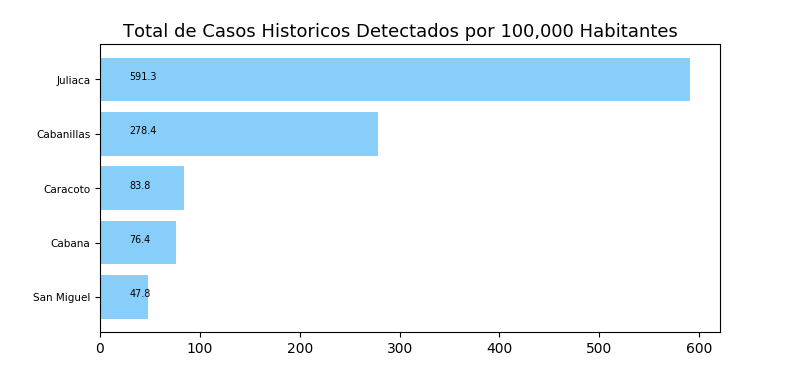 Total de Casos Historicos Detectados por 100,000 Habitantes
Juliaca 591.3
Cabanillas 278.4
Caracoto 83.8
Cabana 76.4
San Miguel 47.8
0 100 200 300 400 500 600